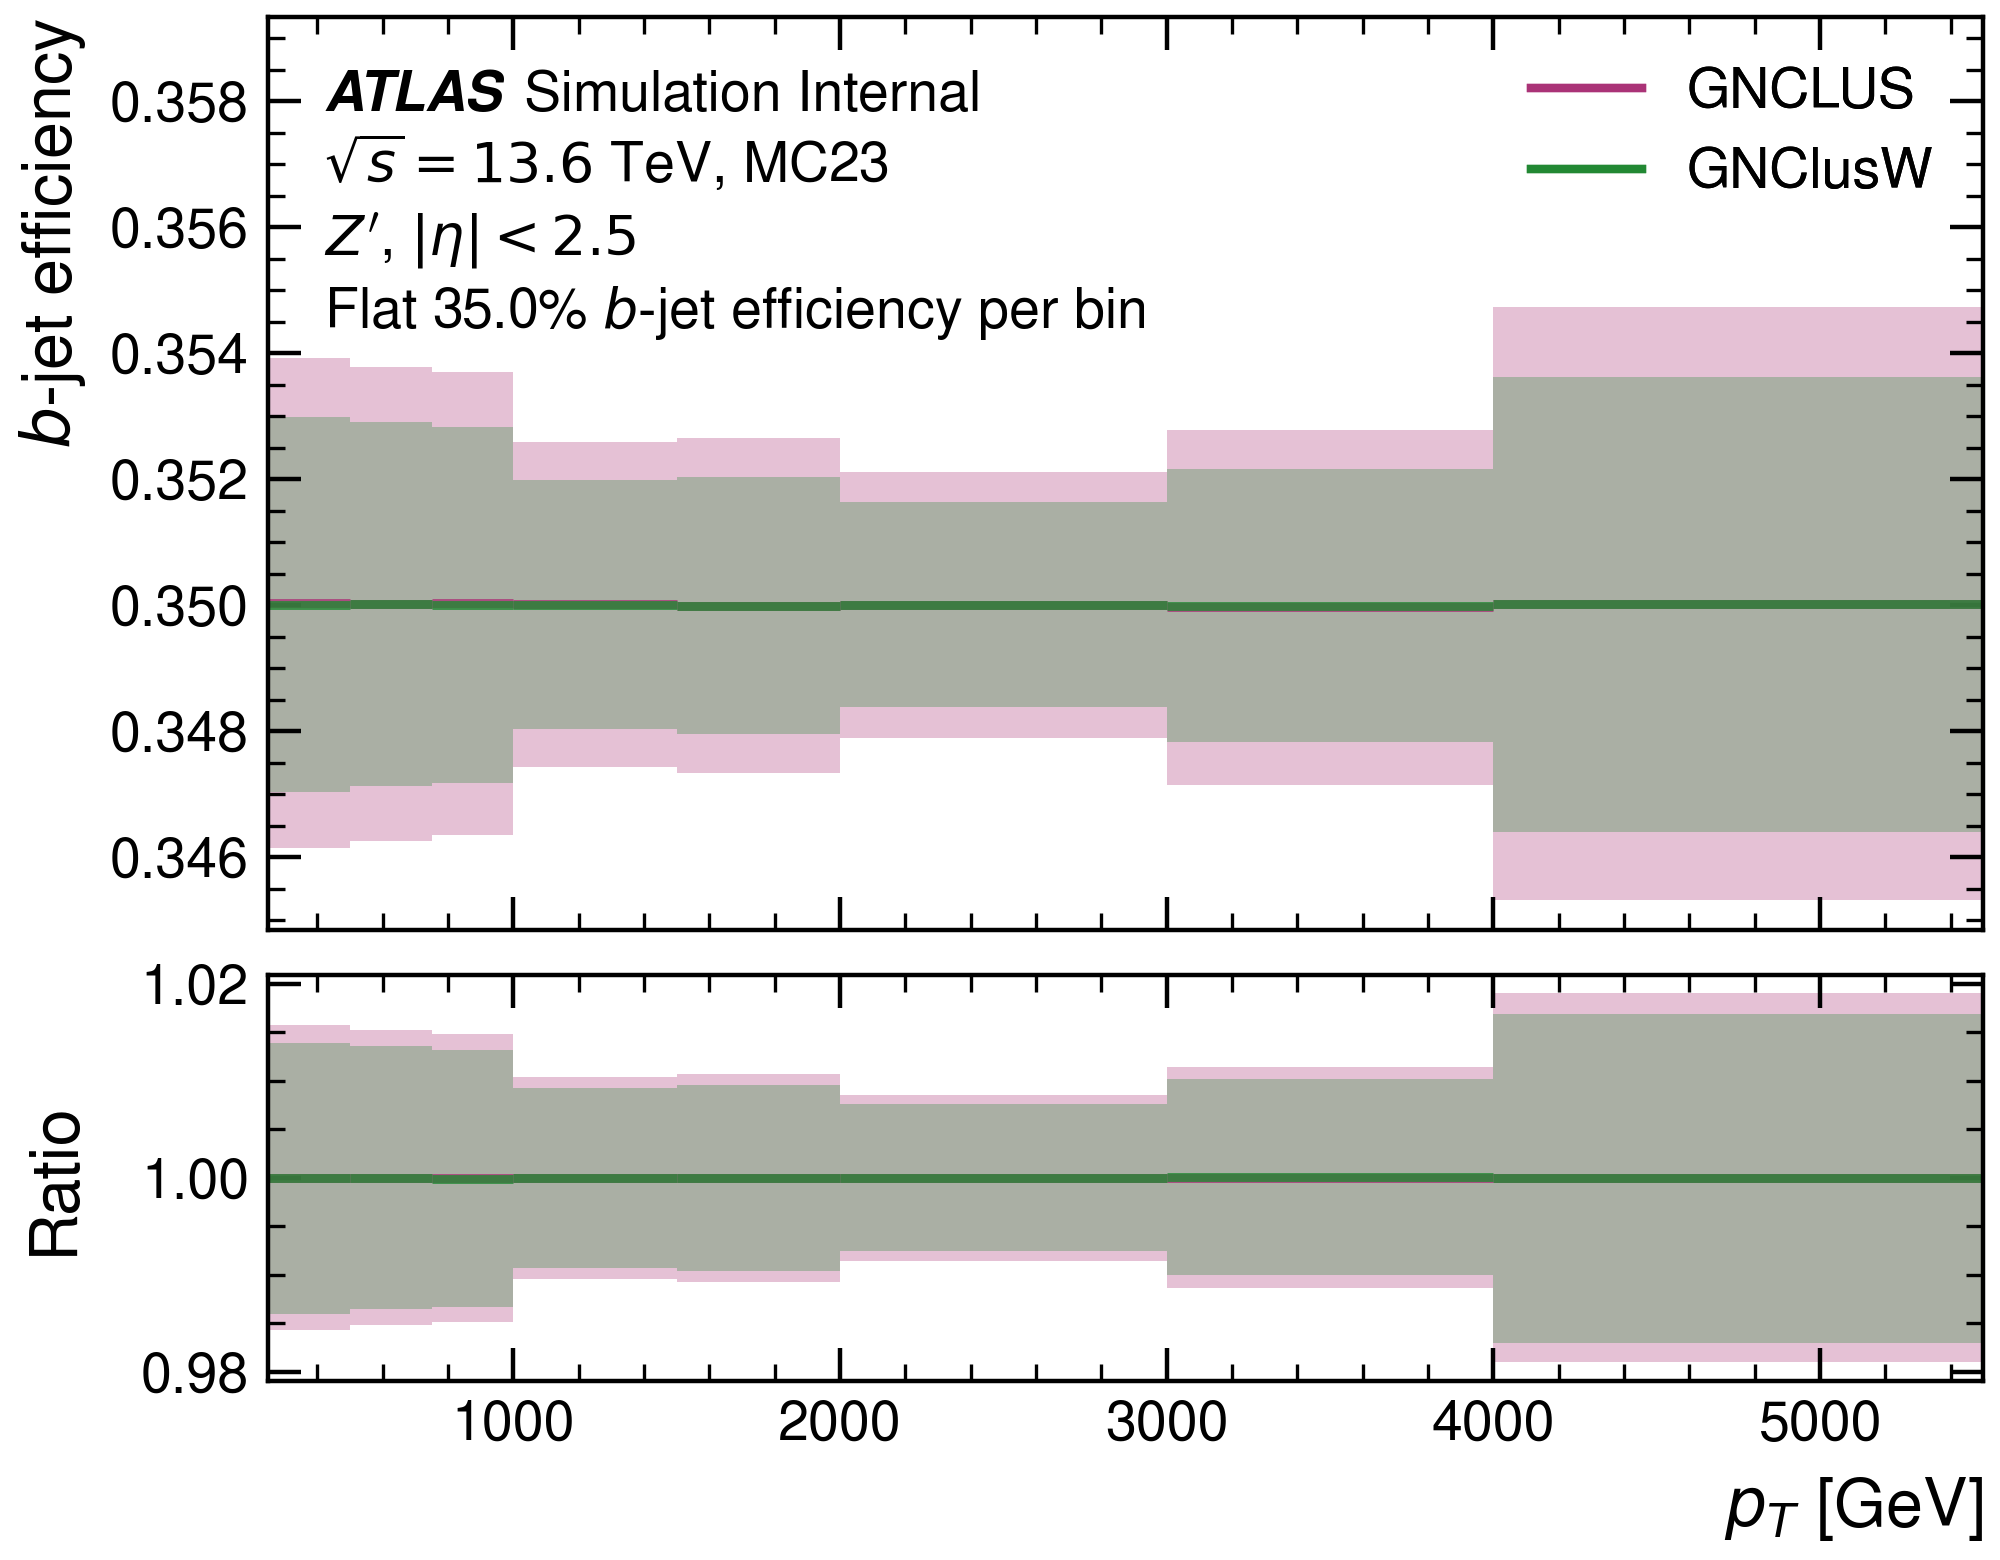 b-jet efficiency
0.358
0.356
0.354
0.352
0.350
0.348
0.346
ATLAS Simulation Internal
√s = 13.6 TeV, MC23
Z′, |η| < 2.5
Flat 35.0% b-jet efficiency per bin
GNCLUS
GNClusW
Ratio
1.02
1.00
0.98
1000 2000 3000 4000 5000
pT [GeV]